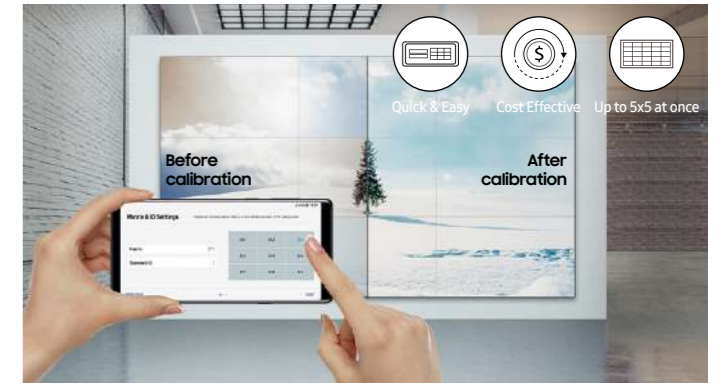 Quick & Easy
Cost Effective
Up to 5x5 at once
Before
calibration
After
calibration
Matrix & ID Settings